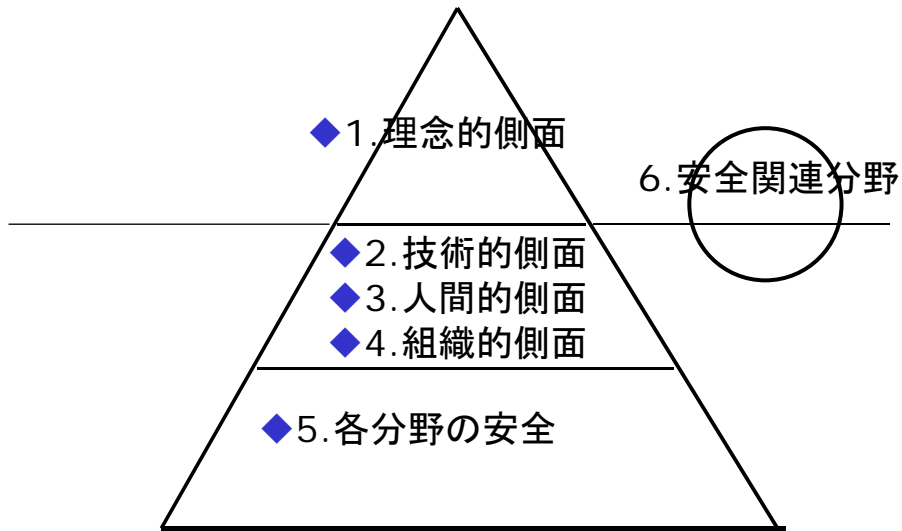 ◆1.理念的側面
6.安全関連分野
◆2.技術的側面
◆3.人間的側面
◆4.組織的側面
◆5.各分野の安全